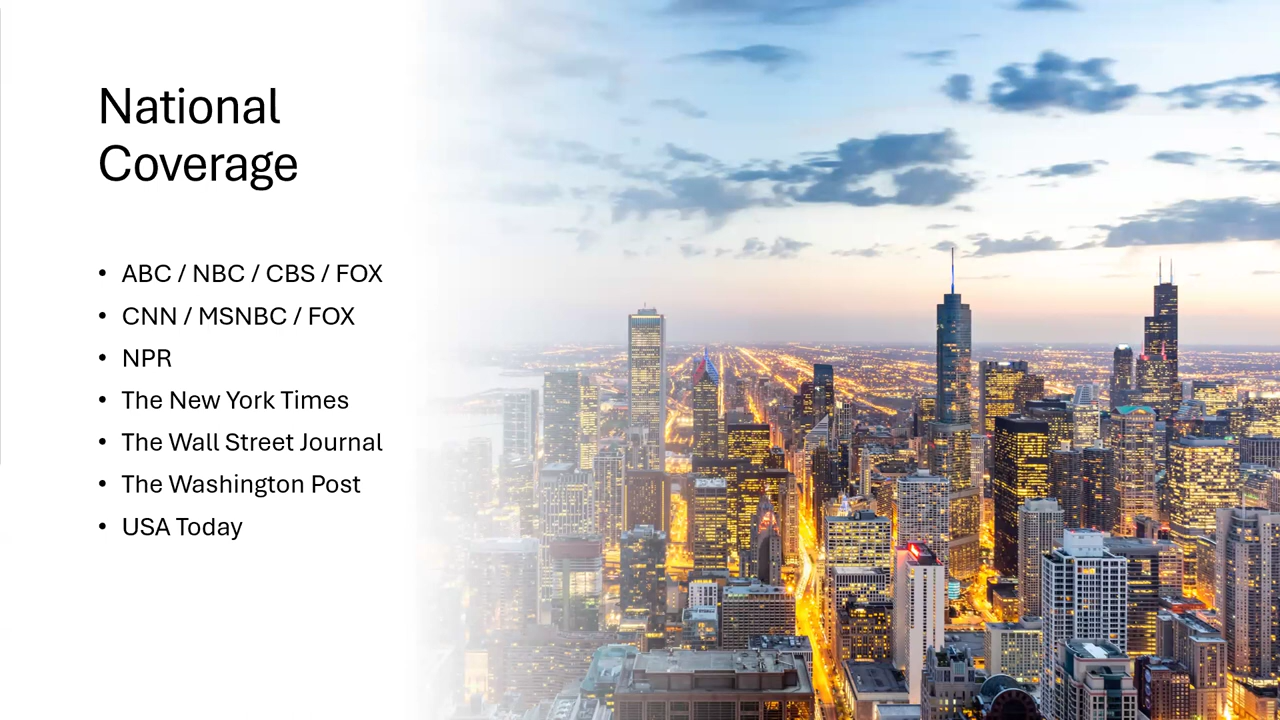 National
Coverage
• ABC / NBC / CBS / FOX
• CNN / MSNBC / FOX
• NPR
• The New York Times
• The Wall Street Journal
• The Washington Post
• USA Today